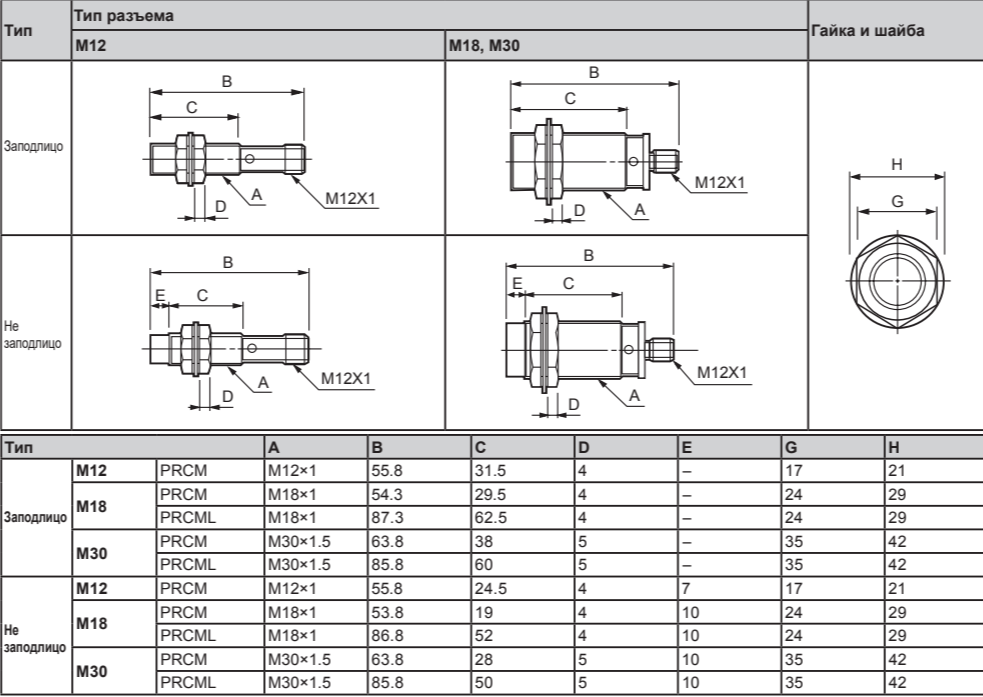 Тип
Тип разъема
Гайка и шайба
M12
M18, M30
Заподлицо
B
C
A
D
M12X1
B
C
A
D
M12X1
H
G
Не
заподлицо
B
E
C
A
D
M12X1
B
E
C
A
D
M12X1
Тип A B C D E G H
Заподлицо
M12 PRCM M12×1 55.8 31.5 4 – 17 21
M18 PRCM M18×1 54.3 29.5 4 – 24 29
PRCML M18×1 87.3 62.5 4 – 24 29
M30 PRCM M30×1.5 63.8 38 5 – 35 42
PRCML M30×1.5 85.8 60 5 – 35 42
Не
заподлицо
M12 PRCM M12×1 55.8 24.5 4 7 17 21
M18 PRCM M18×1 53.8 19 4 10 24 29
PRCML M18×1 86.8 52 4 10 24 29
M30 PRCM M30×1.5 63.8 28 5 10 35 42
PRCML M30×1.5 85.8 50 5 10 35 42